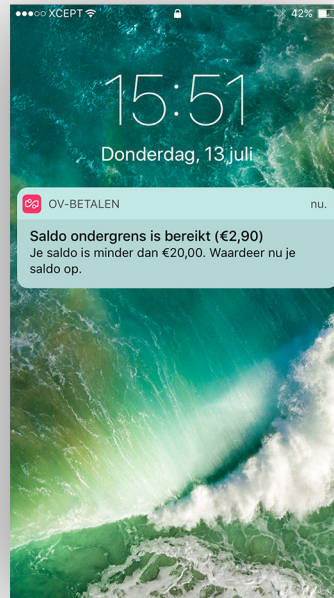 XCEPT 42%
15:51
Donderdag, 13 juli
OV-BETALEN nu.
Saldo ondergrens is bereikt (€2,90)
Je saldo is minder dan €20,00. Waardeer nu je
saldo op.